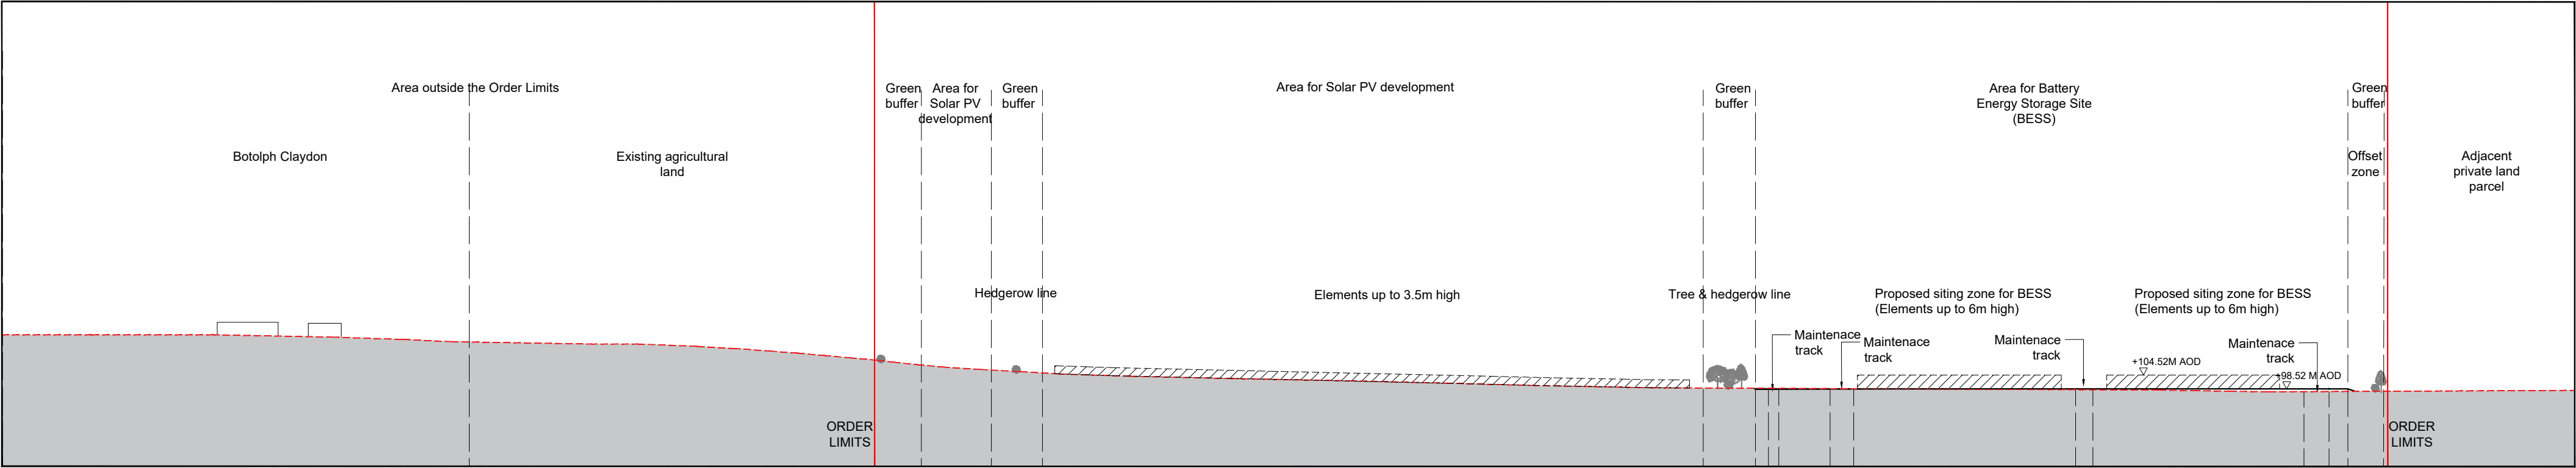 Area outside the Order Limits
Botolph Claydon
Existing agricultural
land
Green
buffer
Area for
Solar PV
development
Green
buffer
Hedgerow line
Area for Solar PV development
Elements up to 3.5m high
Green
buffer
Tree & hedgerow line
Area for Battery
Energy Storage Site
(BESS)
Proposed siting zone for BESS
(Elements up to 6m high)
Proposed siting zone for BESS
(Elements up to 6m high)
Maintenace
track
Maintenace
track
Maintenace
track
Maintenace
track
+104.52M AOD
+98.52 M AOD
Green
buffer
Offset
zone
Adjacent
private land
parcel
ORDER
LIMITS
ORDER
LIMITS